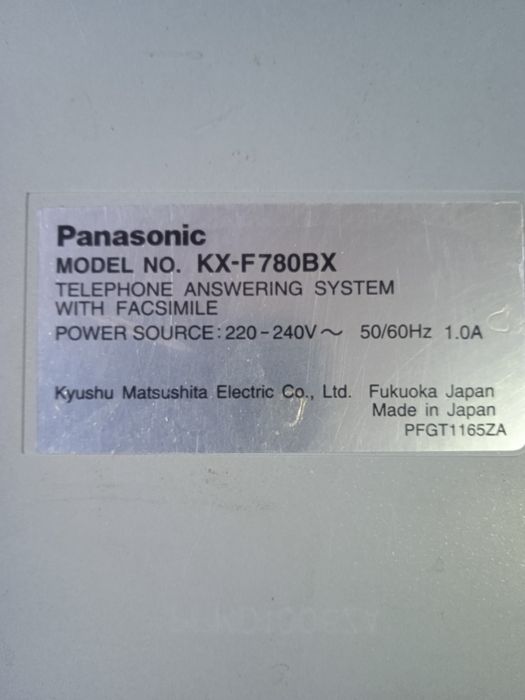 Panasonic
MODEL NO. KX-F780BX
TELEPHONE ANSWERING SYSTEM
WITH FACSIMILE
POWER SOURCE: 220-240V~ 50/60Hz 1.0A
Kyushu Matsushita Electric Co., Ltd. Fukuoka Japan
Made in Japan
PFGT1165ZA